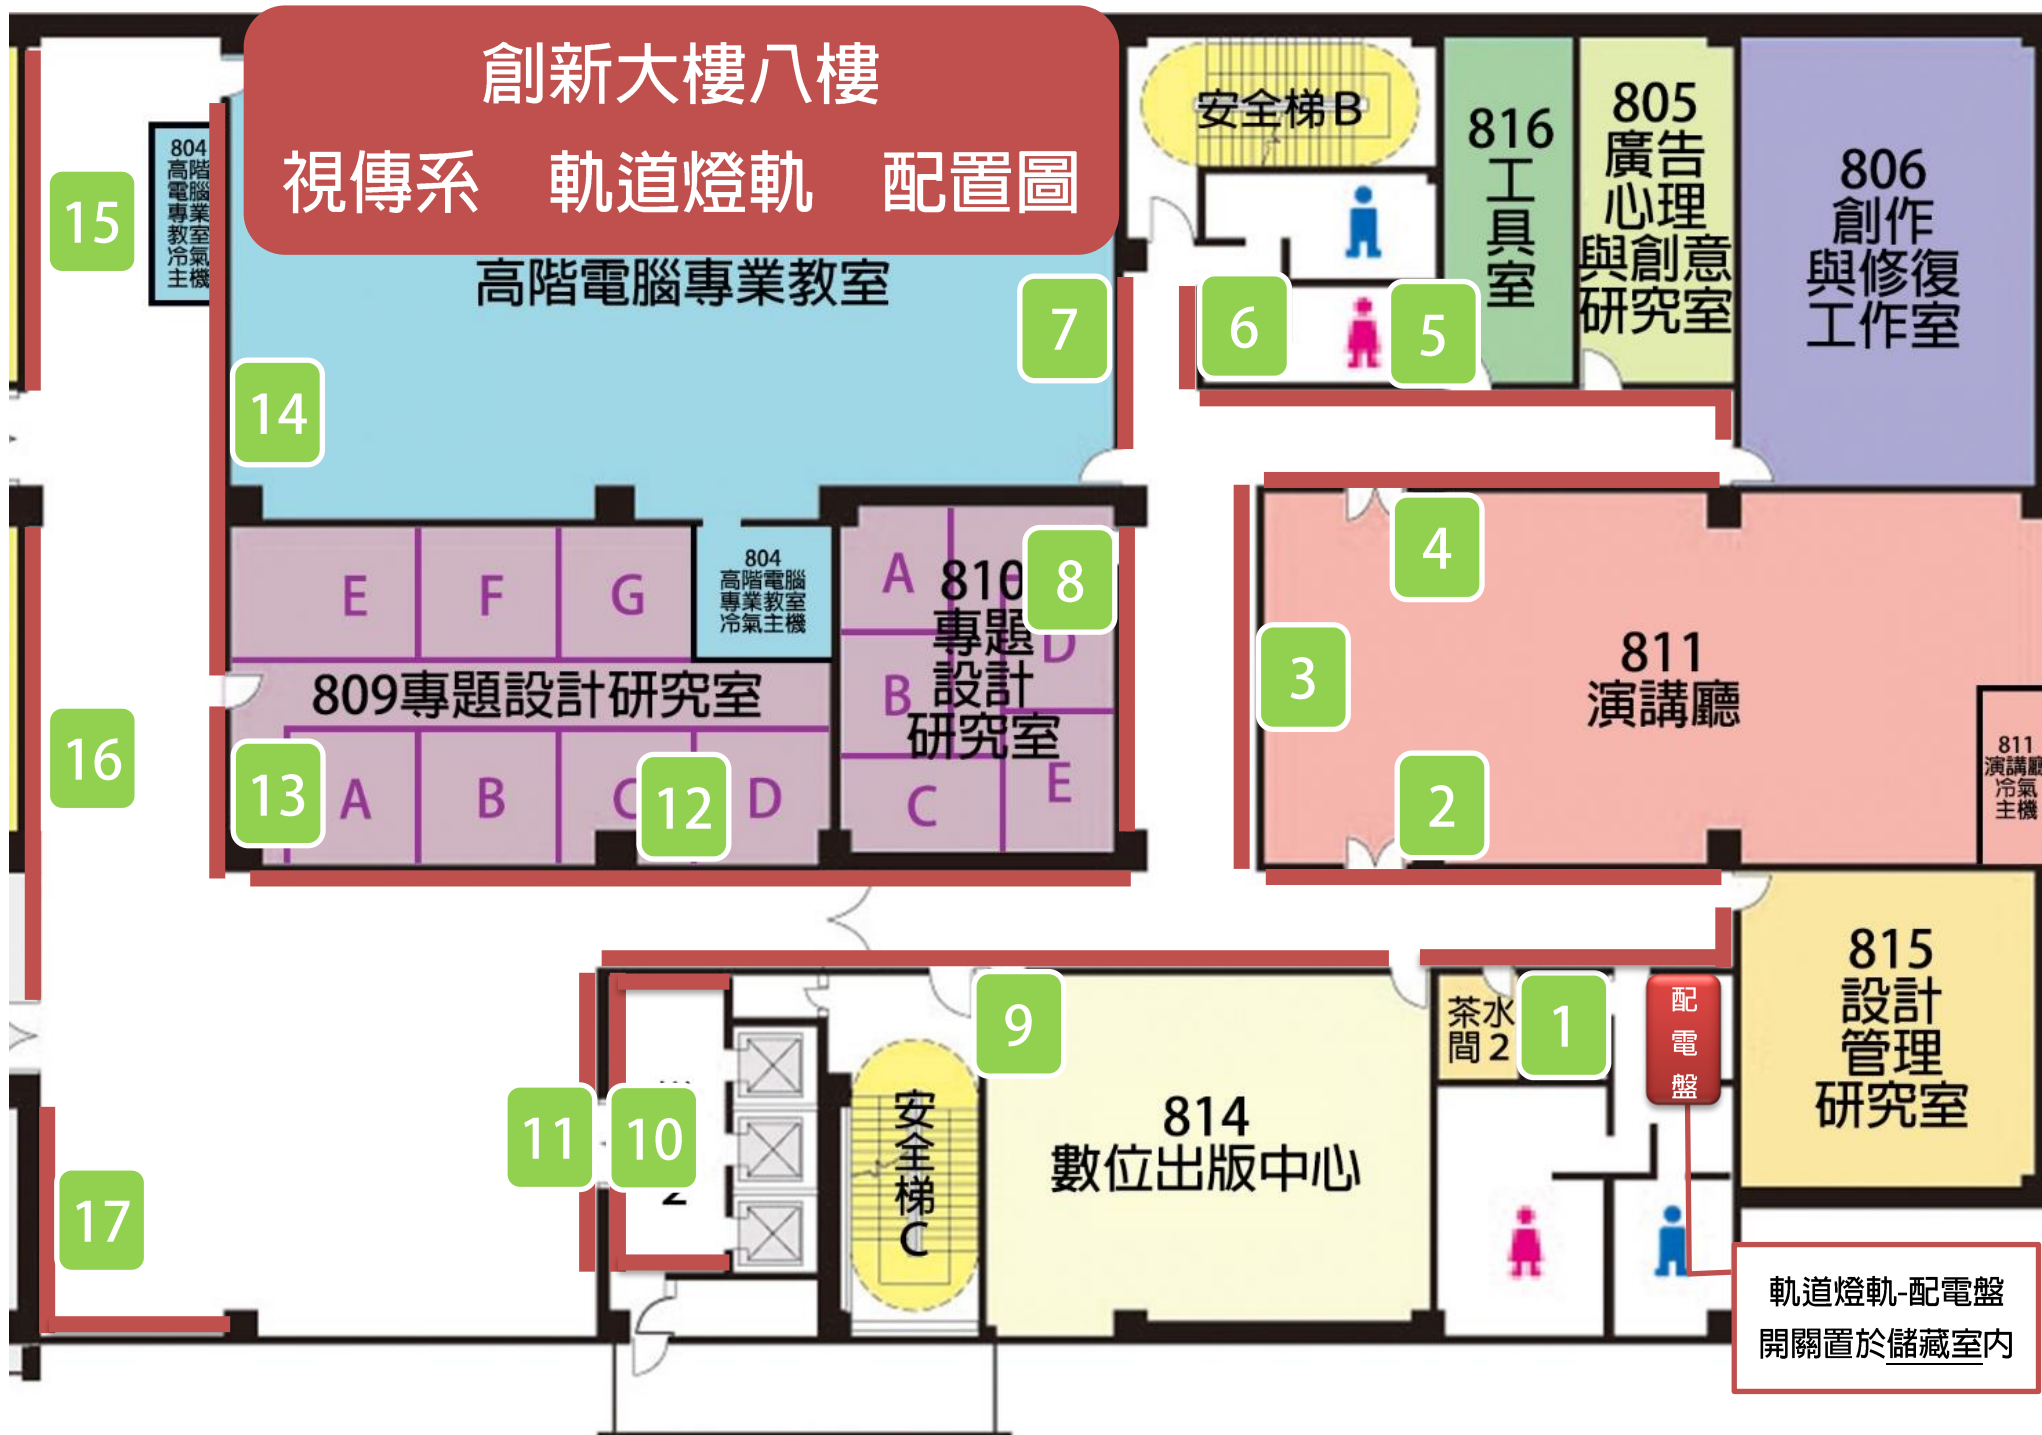 創新大樓八樓
視傳系 軌道燈軌 配置圖
安全梯B
816
工
具
室
805
廣告
心理
與創意
研究室
806
創作
與修復
工作室
15
804
高階
電腦
專業
教室
冷氣
主機
高階電腦專業教室
7
6
5
14
4
804
高階電腦
專業教室
冷氣主機
E
F
G
A
810
專題
設計
研究室
8
D
B
809專題設計研究室
3
811
演講廳
16
13
A
B
C
12
D
C
E
2
811
演講廳
冷氣
主機
815
設計
管理
研究室
9
茶水
間2
1
配
電
盤
11
10
2
安
全
梯
C
814
數位出版中心
17
軌道燈軌-配電盤
開關置於儲藏室内